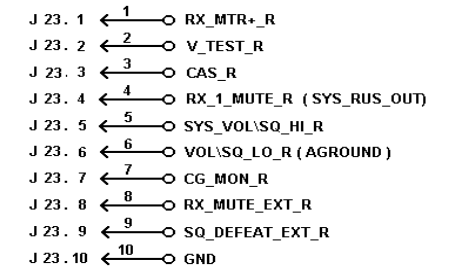 J 23. 1 1 RX_MTR+_R
J 23. 2 2 V_TEST_R
J 23. 3 3 CAS_R
J 23. 4 4 RX_1_MUTE_R ( SYS_RUS_OUT)
J 23. 5 5 SYS_VOL\SQ_HI_R
J 23. 6 6 VOL\SQ_LO_R ( AGROUND )
J 23. 7 7 CG_MON_R
J 23. 8 8 RX_MUTE_EXT_R
J 23. 9 9 SQ_DEFEAT_EXT_R
J 23. 10 10 GND